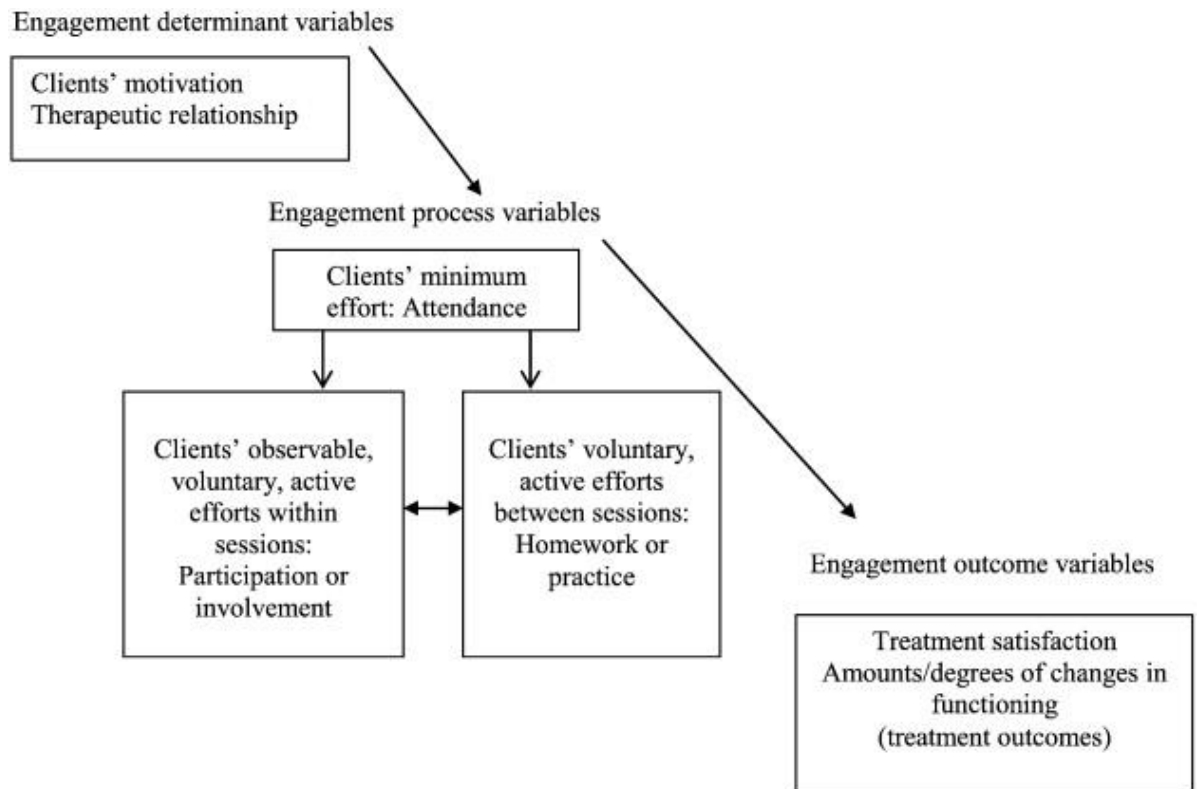 Engagement determinant variables
Clients’ motivation
Therapeutic relationship
Engagement process variables
Clients’ minimum
effort: Attendance
Clients’ observable,
voluntary, active
efforts within
sessions:
Participation or
involvement
Clients’ voluntary,
active efforts
between sessions:
Homework or
practice
Engagement outcome variables
Treatment satisfaction
Amounts/degrees of changes in
functioning
(treatment outcomes)